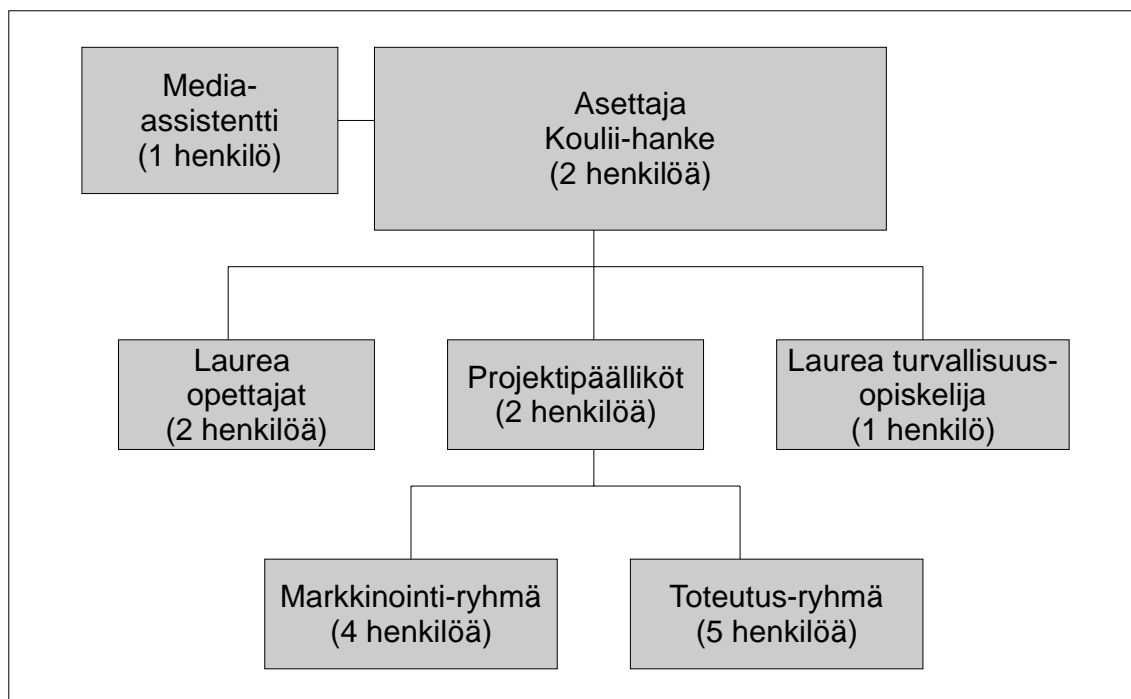 Media-
assistentti
(1 henkilö)
Asettaja
Koulii-hanke
(2 henkilöä)
Laurea
opettajat
(2 henkilöä)
Projektipäälliköt
(2 henkilöä)
Laurea turvallisuus-
opiskelija
(1 henkilö)
Markkinointi-ryhmä
(4 henkilöä)
Toteutus-ryhmä
(5 henkilöä)